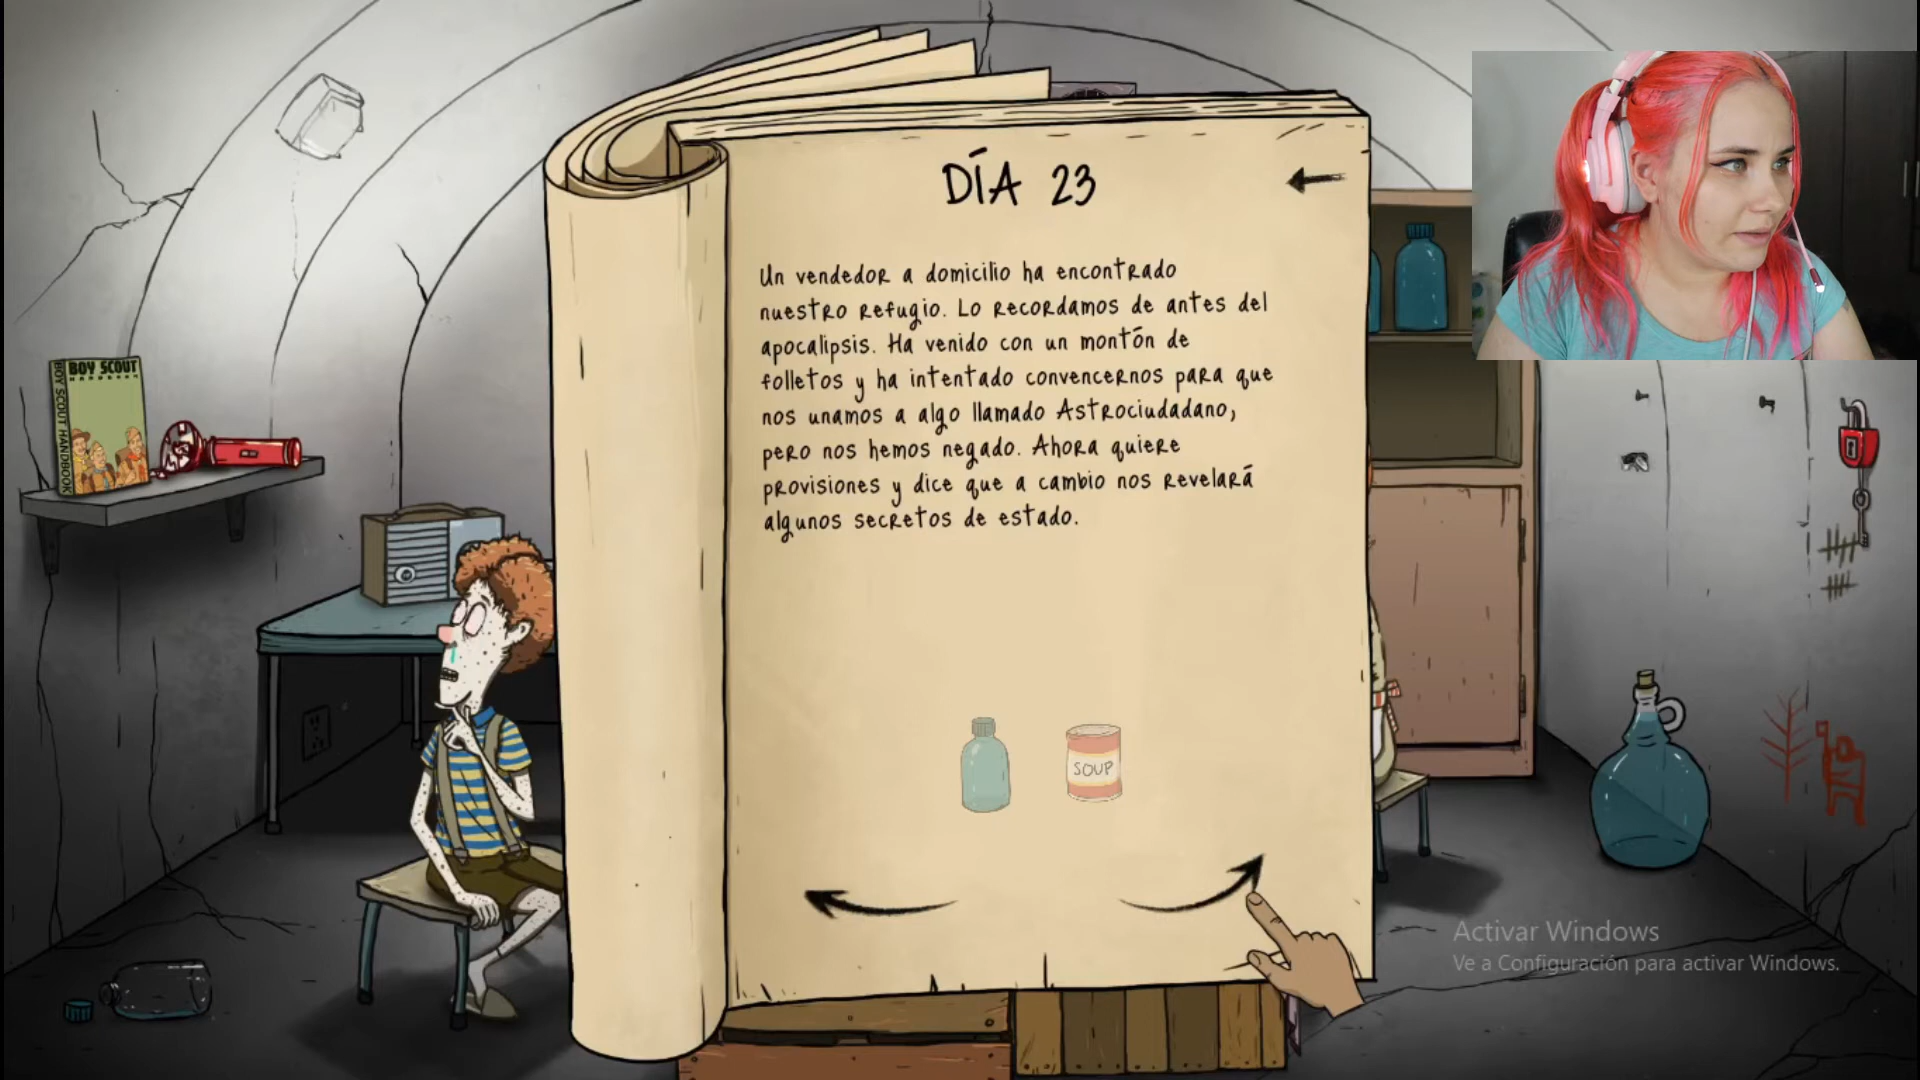 DÍA 23
Un vendedor a domicilio ha encontrado
nuestro refugio. Lo recordamos de antes del
apocalipsis. Ha venido con un montón de
folletos y ha intentado convencernos para que
nos unamos a algo llamado Astrociudadano,
pero nos hemos negado. Ahora quiere
provisiones y dice que a cambio nos revelará
algunos secretos de estado.
BOY SCOUT
HANDBOOK
BOY SCOUT HANDBOOK
SOUP
Activar Windows
Ve a Configuración para activar Windows.